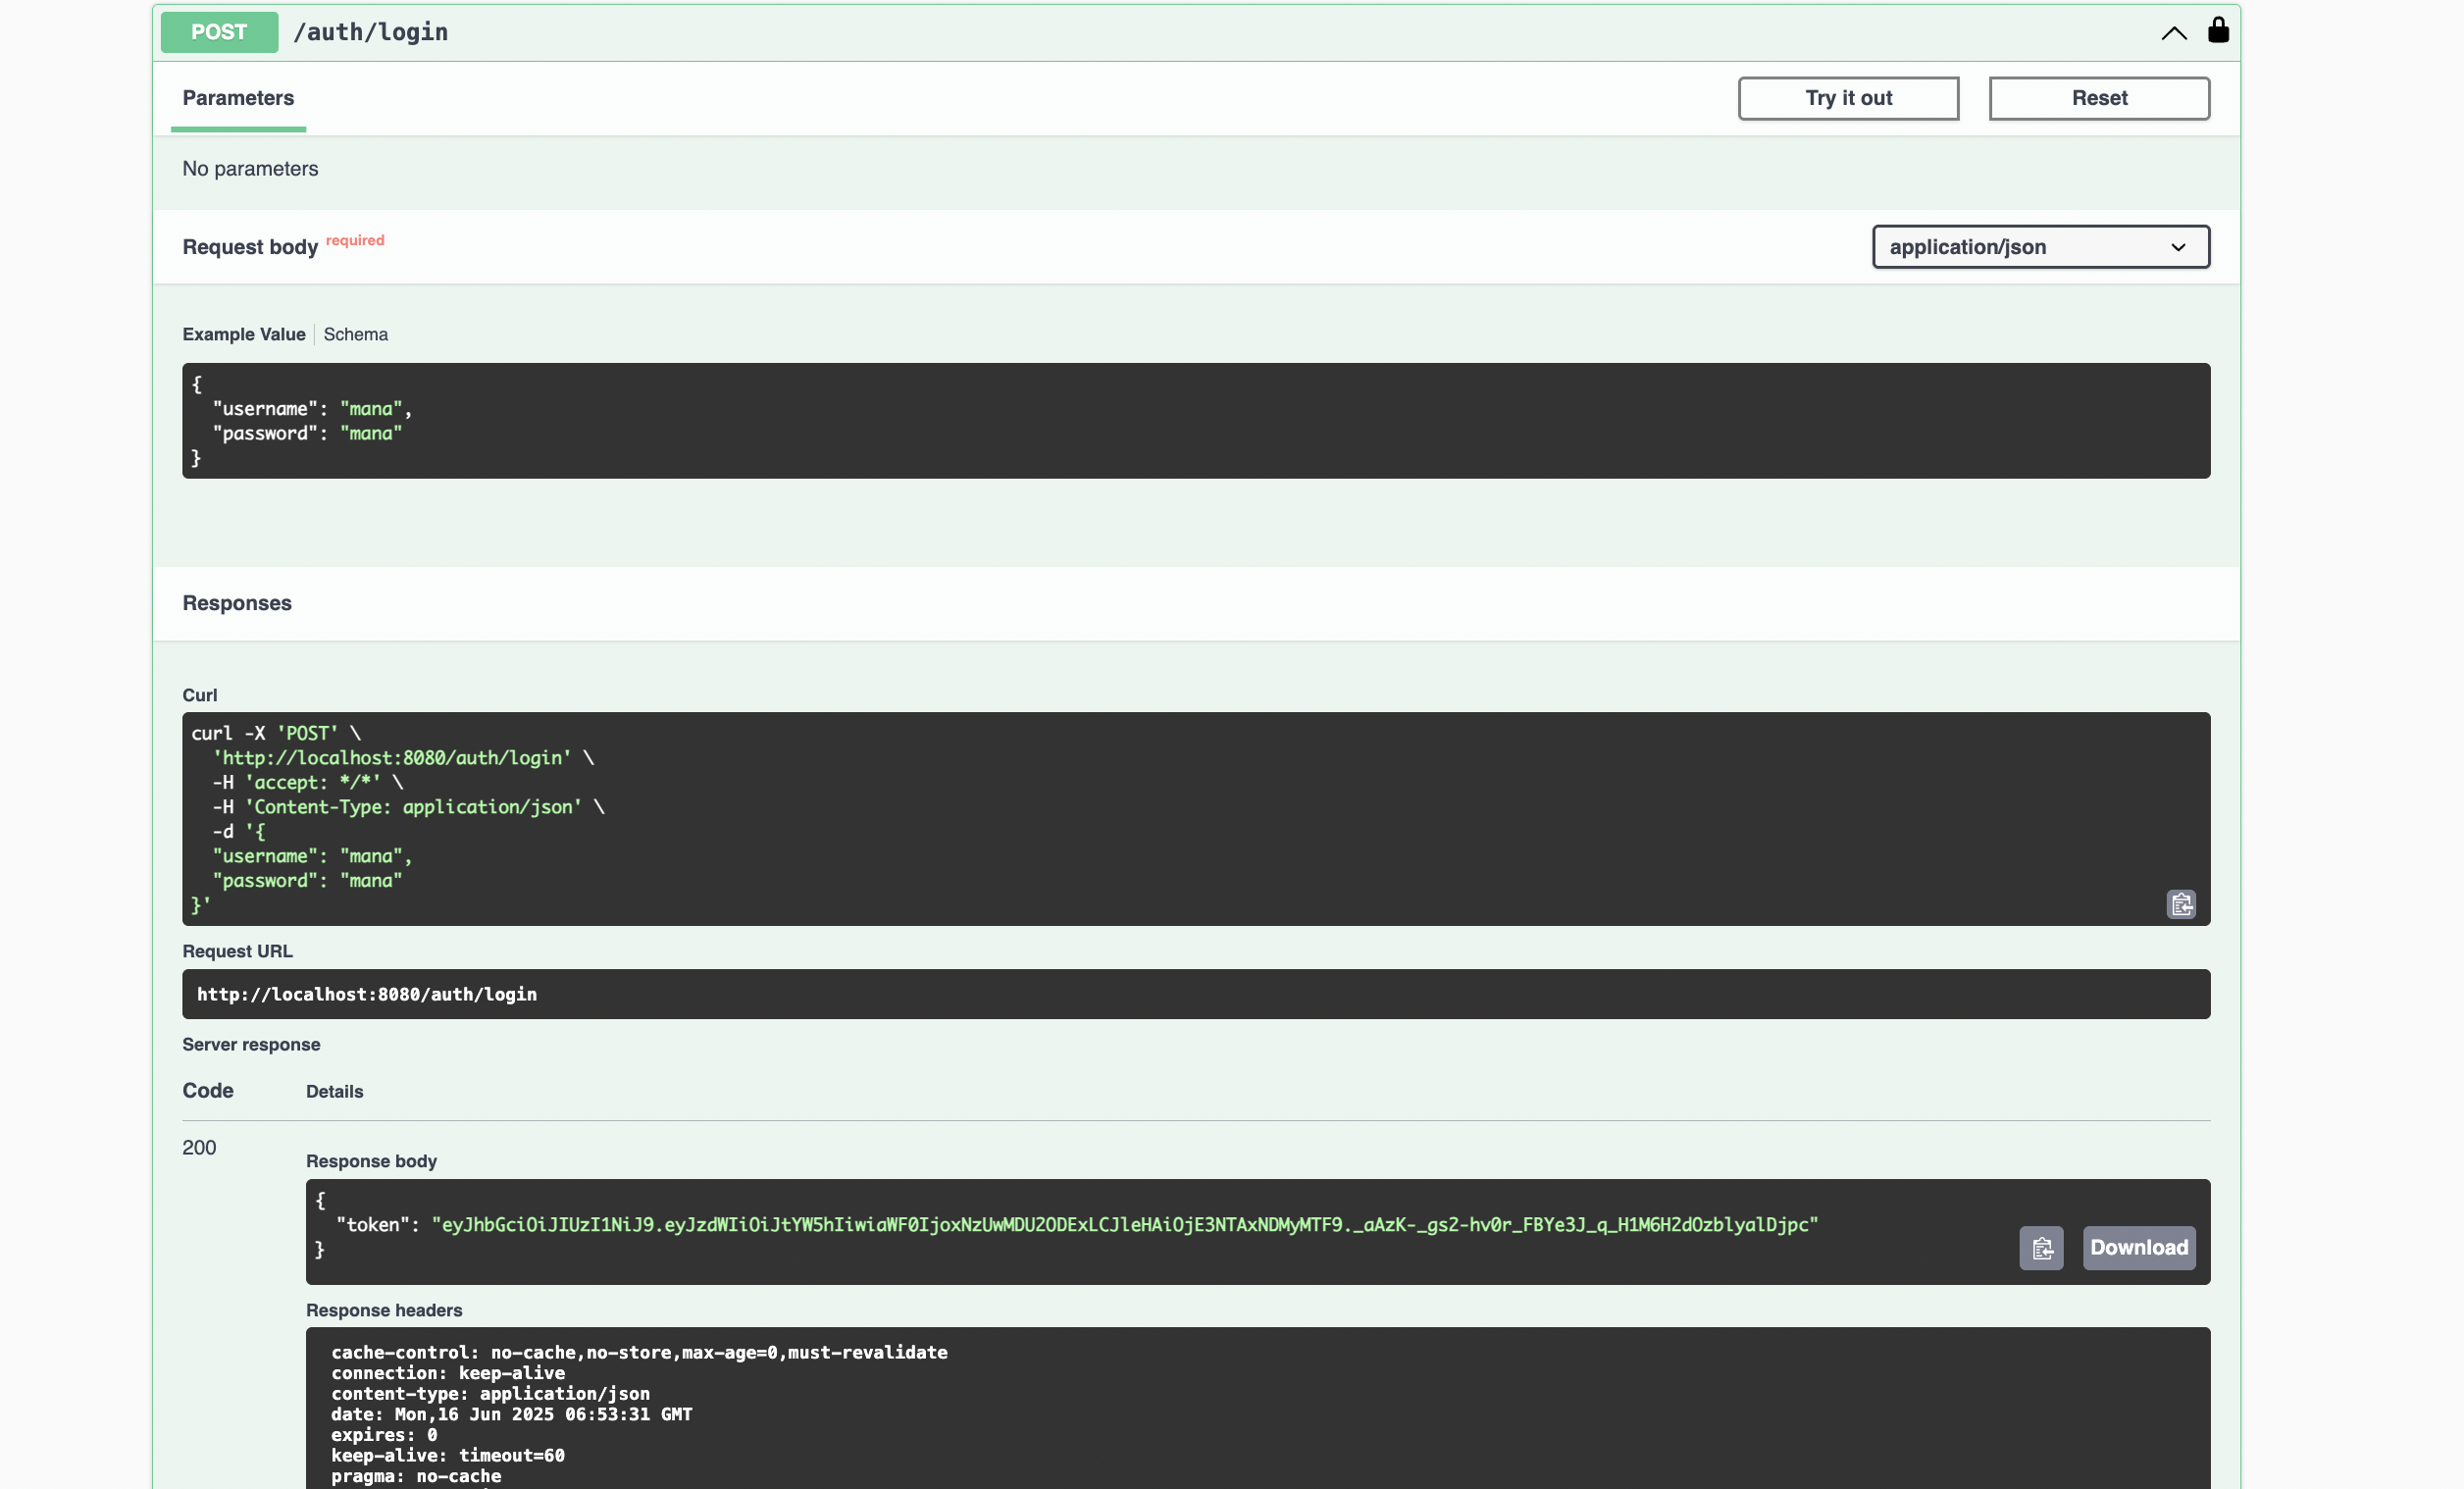 POST /auth/login
Parameters
Try it out
Reset
No parameters
Request body required
application/json
Example Value
Schema
{
  "username": "mana",
  "password": "mana"
}
Responses
Curl
curl -X 'POST' \
  'http://localhost:8080/auth/login' \
  -H 'accept: */*' \
  -H 'Content-Type: application/json' \
  -d '{
  "username": "mana",
  "password": "mana"
}'
Request URL
http://localhost:8080/auth/login
Server response
Code Details
200
Response body
{
  "token": "eyJhbGciOiJIUzI1NiJ9.eyJzdWIiOiJtYW5hIiwiaWF0IjoxNzUwMDU2ODExLCJleHAiOjE3NTAxNDMyMTF9._aAzK-_gs2-hv0r_FBYe3J_q_H1M6H2dOzblyalDjpc"
}
Download
Response headers
cache-control: no-cache,no-store,max-age=0,must-revalidate
connection: keep-alive
content-type: application/json
date: Mon,16 Jun 2025 06:53:31 GMT
expires: 0
keep-alive: timeout=60
pragma: no-cache